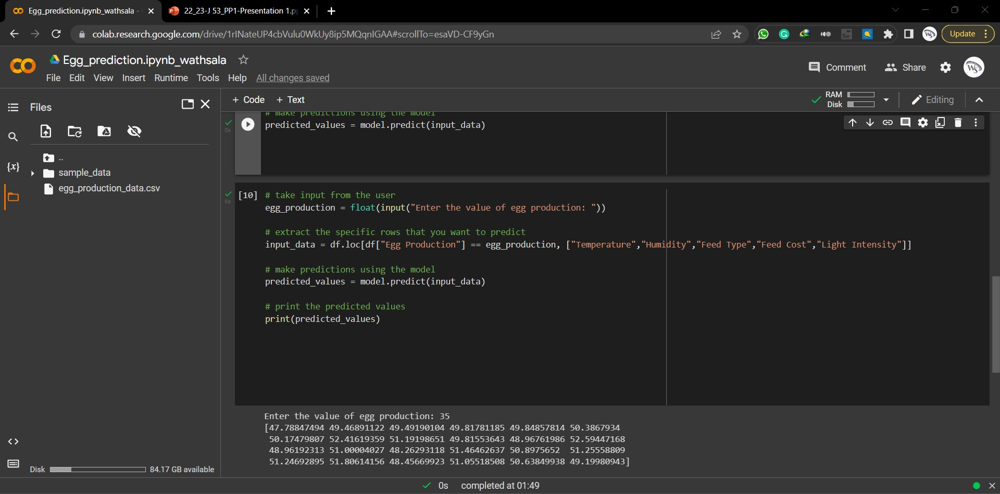 Egg_prediction.ipynb_wathsala -
22_23-J 53_PP1-Presentation 1.p
colab.research.google.com/drive/1rlNateUP4cbVulu0WkUy8ip5MQqnIGAA#scrollTo=esaVD-CF9yGn
Update
Egg_prediction.ipynb_wathsala
Comment
Share
File Edit View Insert Runtime Tools Help All changes saved
Files
+ Code + Text
RAM
Disk
Editing
# make predictions using the model
0s
predicted_values = model.predict(input_data)
..
sample_data
egg_production_data.csv
{x}
6s
[10] # take input from the user
egg_production = float(input("Enter the value of egg production: "))
# extract the specific rows that you want to predict
input_data = df.loc[df["Egg Production"] == egg_production, ["Temperature","Humidity","Feed Type","Feed Cost","Light Intensity"]]
# make predictions using the model
predicted_values = model.predict(input_data)
# print the predicted values
print(predicted_values)
Enter the value of egg production: 35
[47.78847494 49.46891122 49.49190104 49.81781185 49.84857814 50.3867934
50.17479807 52.41619359 51.19198651 49.81553643 48.96761986 52.59447168
48.96192313 51.00004027 48.26293118 51.46462637 50.8975652 51.25558809
51.24692895 51.80614156 48.45669923 51.05518508 50.63849938 49.19980943]
Disk 84.17 GB available
0s completed at 01:49